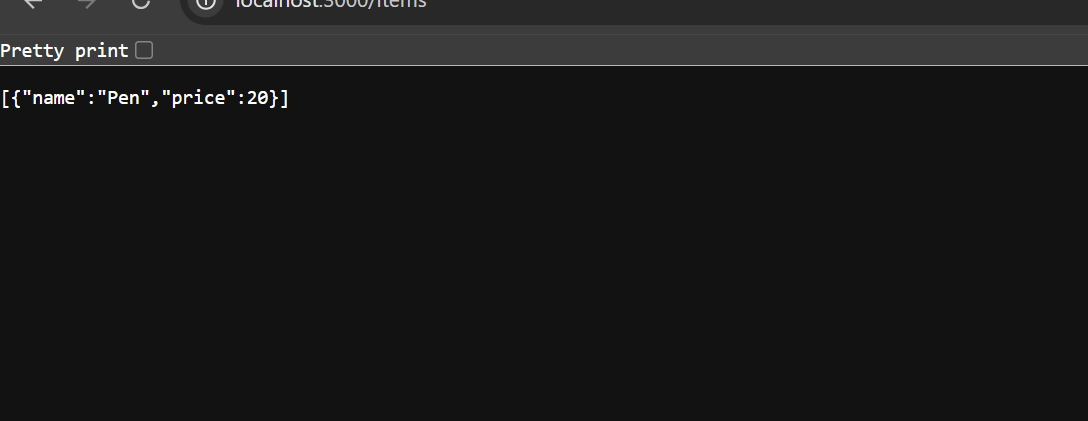 localhost:3000/items
Pretty print
[{"name":"Pen","price":20}]